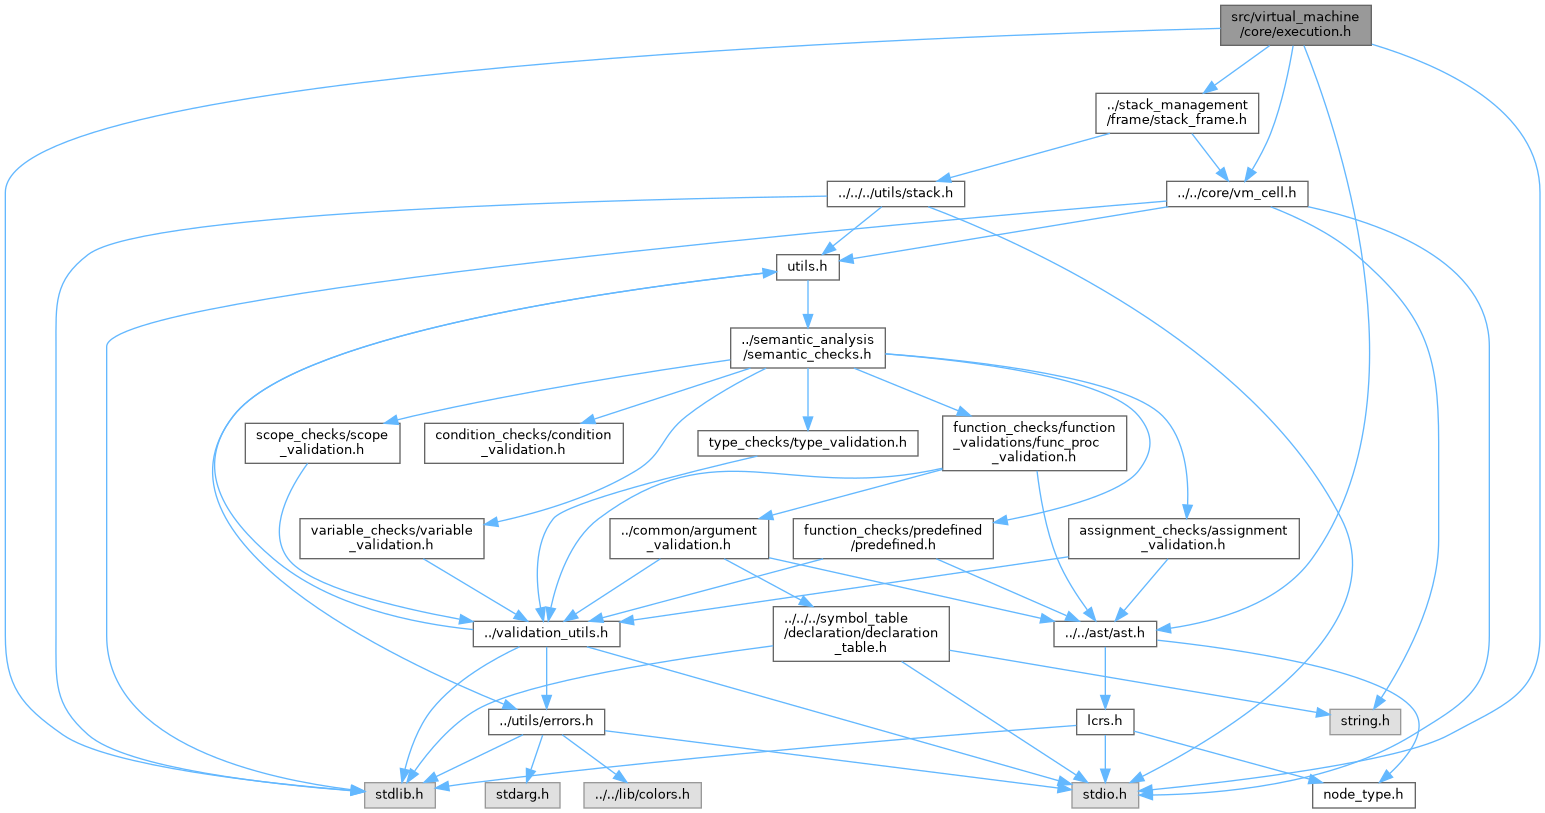 src/virtual_machine
/core/execution.h
../stack_management
/frame/stack_frame.h
../../../utils/stack.h
../../core/vm_cell.h
utils.h
../semantic_analysis
/semantic_checks.h
scope_checks/scope
_validation.h
condition_checks/condition
_validation.h
type_checks/type_validation.h
function_checks/function
_validations/func_proc
_validation.h
variable_checks/variable
_validation.h
../common/argument
_validation.h
function_checks/predefined
/predefined.h
assignment_checks/assignment
_validation.h
../validation_utils.h
../../../symbol_table
/declaration/declaration
_table.h
../../ast/ast.h
../utils/errors.h
lcrs.h
string.h
stdlib.h
stdarg.h
../../lib/colors.h
stdio.h
node_type.h